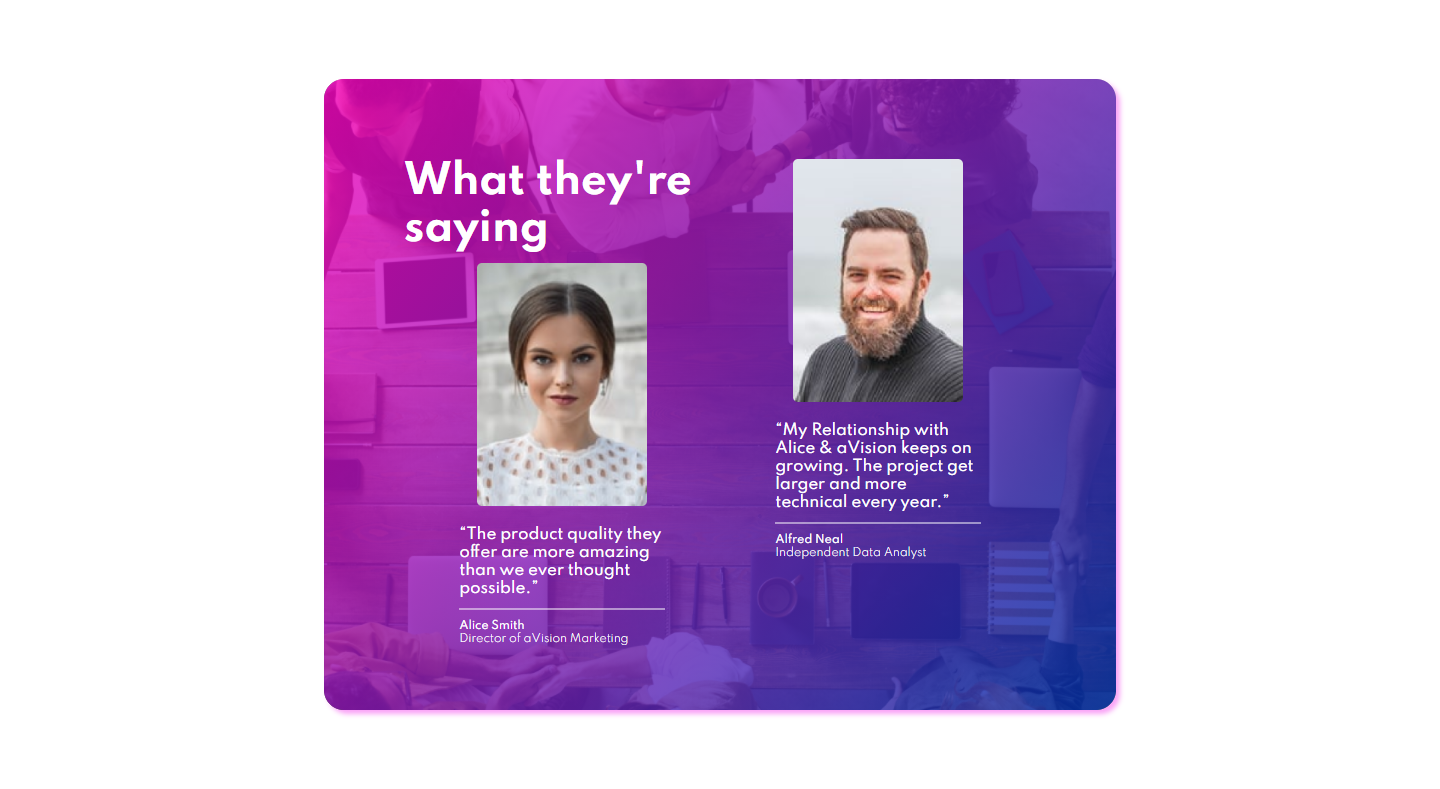 What they're
saying
“The product quality they
offer are more amazing
than we ever thought
possible.”
Alice Smith
Director of aVision Marketing
“My Relationship with
Alice & aVision keeps on
growing. The project get
larger and more
technical every year.”
Alfred Neal
Independent Data Analyst